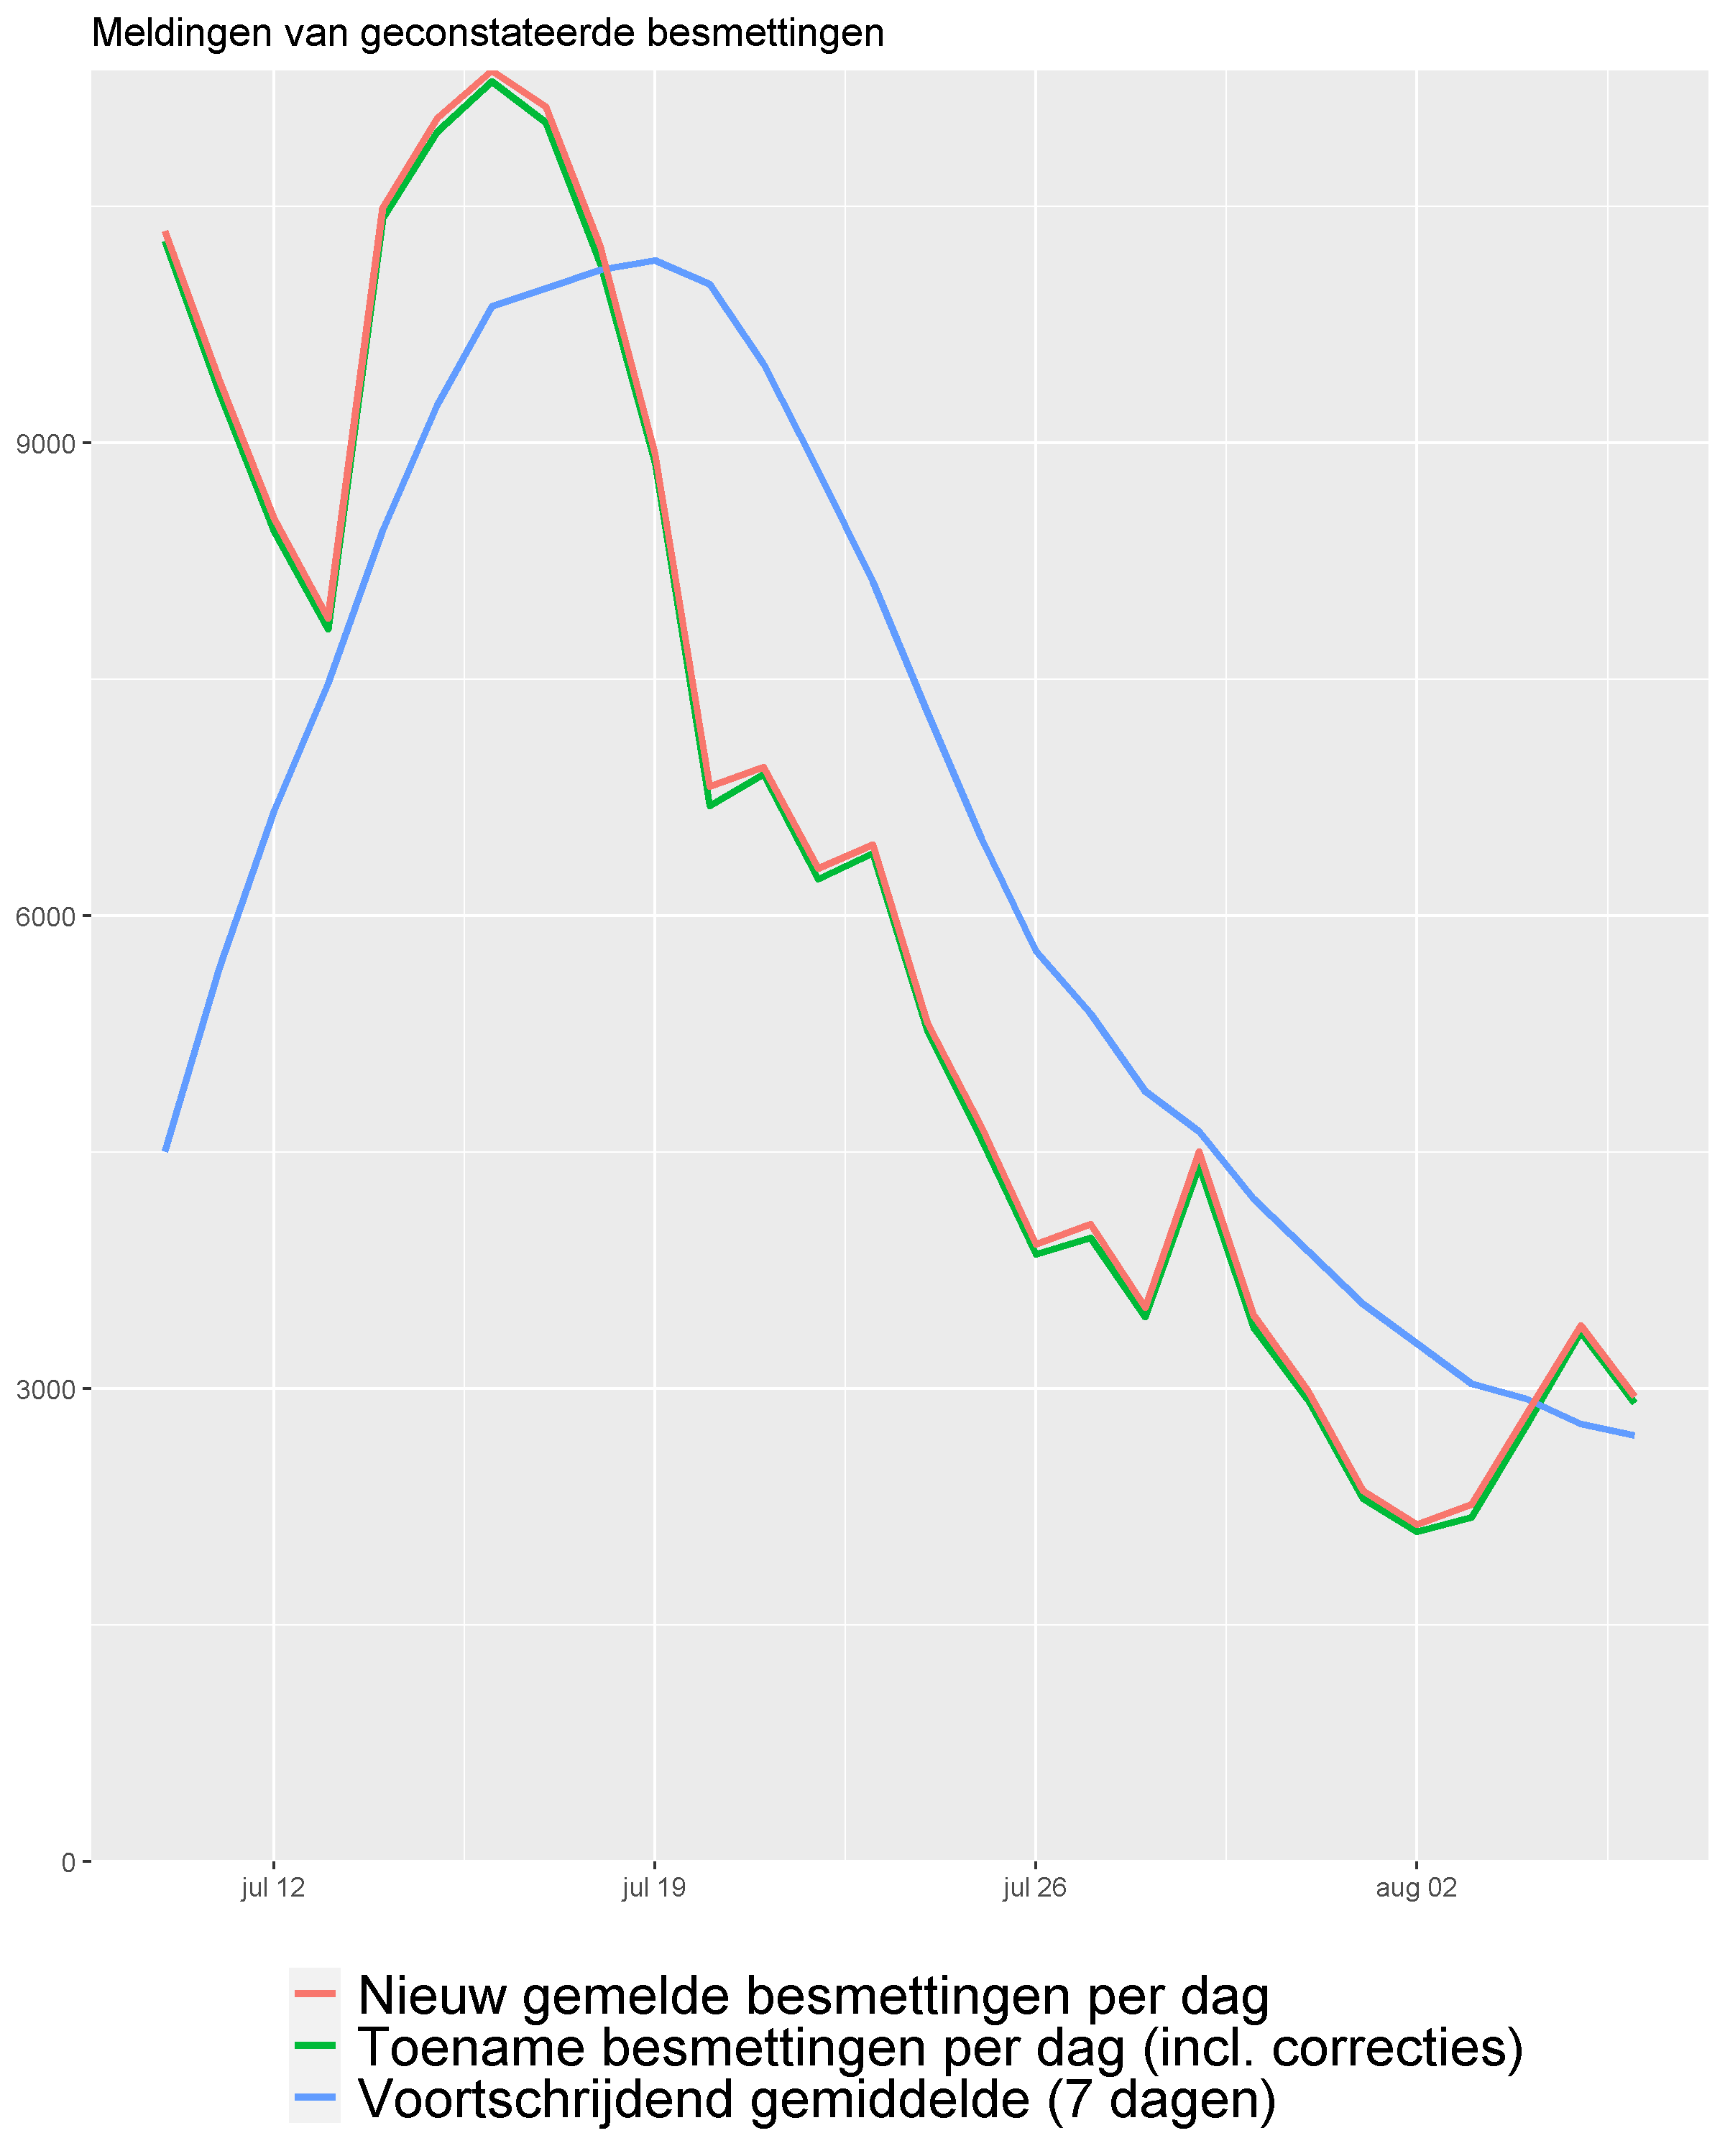 Meldingen van geconstateerde besmettingen
9000
6000
3000
0
jul 12 jul 19 jul 26 aug 02
Nieuw gemelde besmettingen per dag
Toename besmettingen per dag (incl. correcties)
Voortschrijdend gemiddelde (7 dagen)